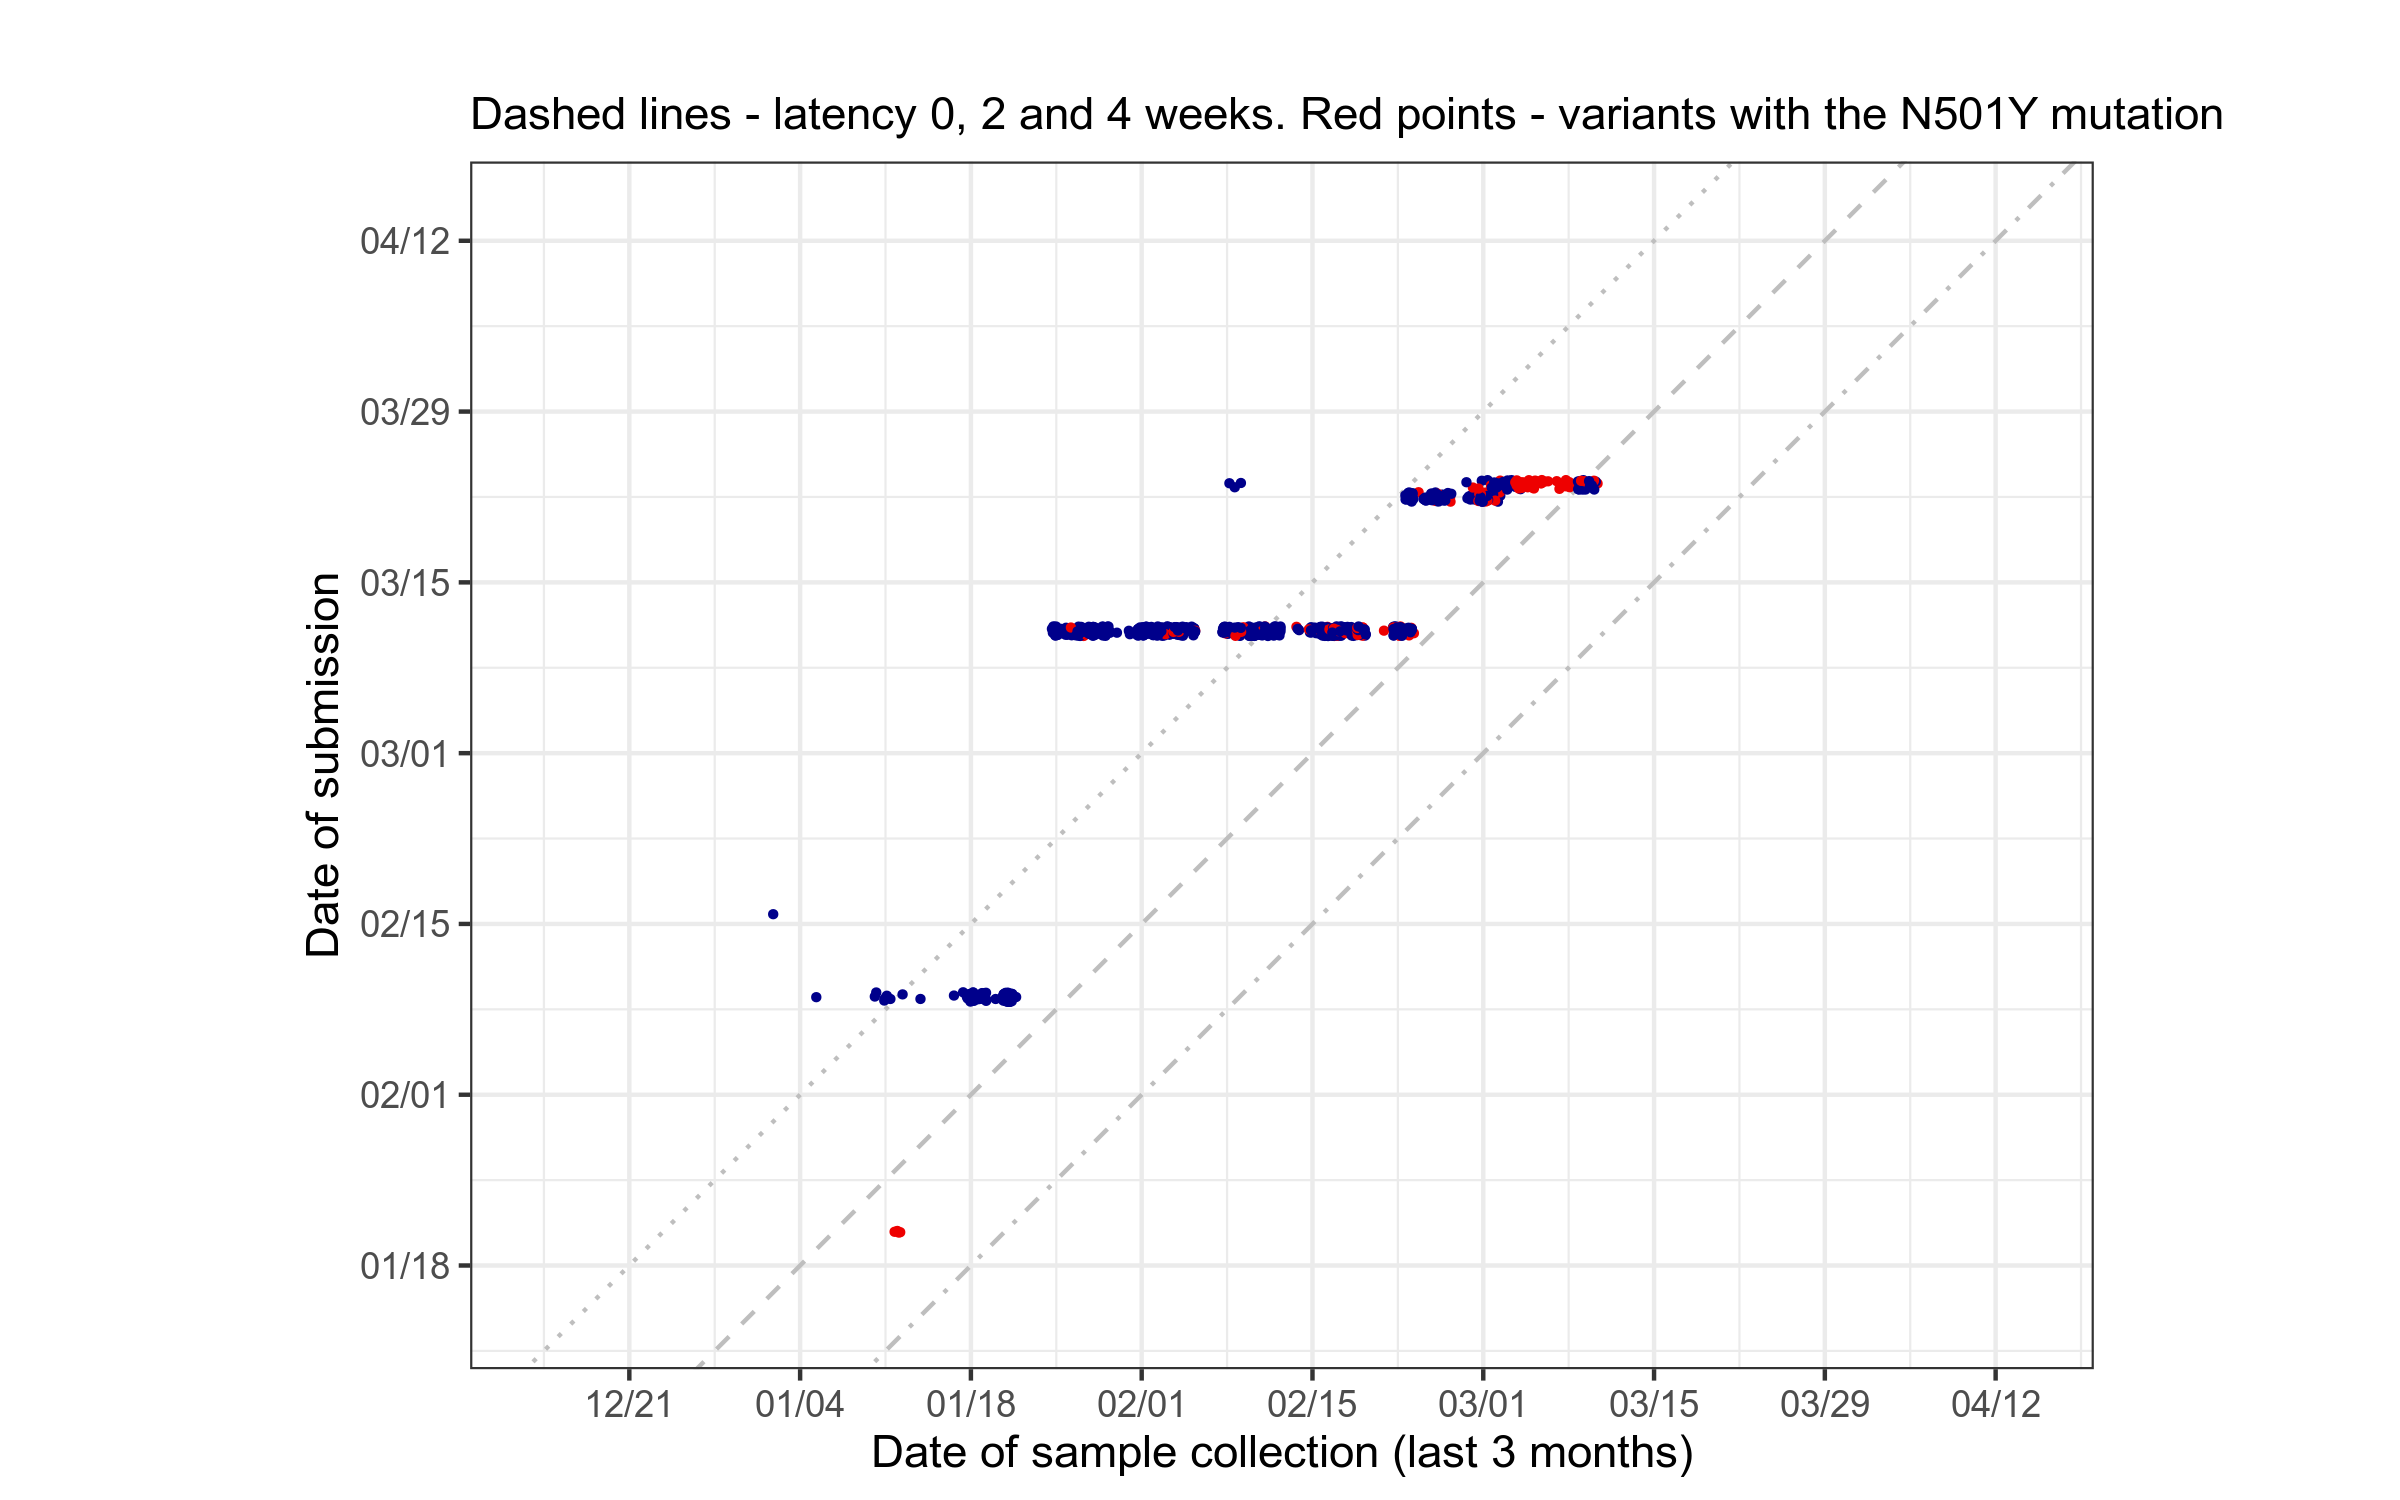 Dashed lines - latency 0, 2 and 4 weeks. Red points - variants with the N501Y mutation
Date of submission
04/12
03/29
03/15
03/01
02/15
02/01
01/18
12/21 01/04 01/18 02/01 02/15 03/01 03/15 03/29 04/12
Date of sample collection (last 3 months)